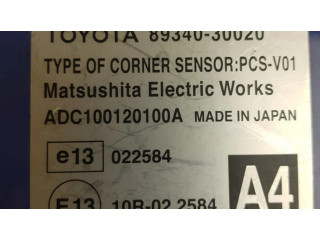 TOYOTA 89340-30020
TYPE OF CORNER SENSOR:PCS-V01
Matsushita Electric Works
ADC100120100A MADE IN JAPAN
e13 022584 A4
E13 10R-02 2584